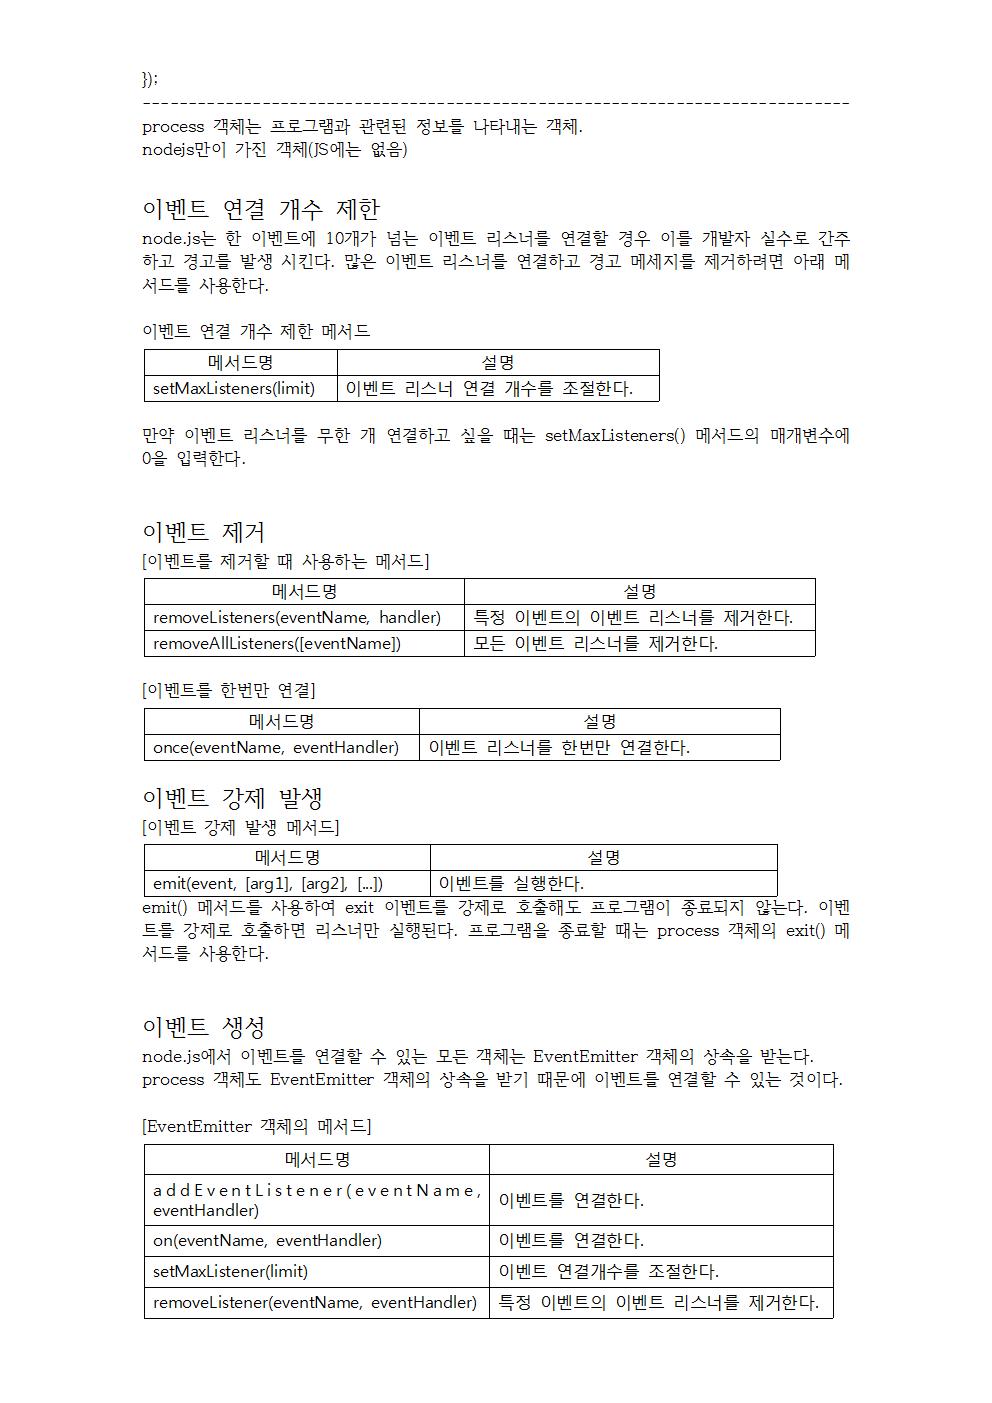 });
------------------------------------------------------------------------------
process 객체는 프로그램과 관련된 정보를 나타내는 객체.
nodejs만이 가진 객체(JS에는 없음)
이벤트 연결 개수 제한
node.js는 한 이벤트에 10개가 넘는 이벤트 리스너를 연결할 경우 이를 개발자 실수로 간주
하고 경고를 발생 시킨다. 많은 이벤트 리스너를 연결하고 경고 메세지를 제거하려면 아래 메
서드를 사용한다.
이벤트 연결 개수 제한 메서드
메서드명 설명
setMaxListeners(limit) 이벤트 리스너 연결 개수를 조절한다.
만약 이벤트 리스너를 무한 개 연결하고 싶을 때는 setMaxListeners() 메서드의 매개변수에
0을 입력한다.
이벤트 제거
[이벤트를 제거할 때 사용하는 메서드]
메서드명 설명
removeListeners(eventName, handler) 특정 이벤트의 이벤트 리스너를 제거한다.
removeAllListeners([eventName]) 모든 이벤트 리스너를 제거한다.
[이벤트를 한번만 연결]
메서드명 설명
once(eventName, eventHandler) 이벤트 리스너를 한번만 연결한다.
이벤트 강제 발생
[이벤트 강제 발생 메서드]
메서드명 설명
emit(event, [arg1], [arg2], [...]) 이벤트를 실행한다.
emit() 메서드를 사용하여 exit 이벤트를 강제로 호출해도 프로그램이 종료되지 않는다. 이벤
트를 강제로 호출하면 리스너만 실행된다. 프로그램을 종료할 때는 process 객체의 exit() 메
서드를 사용한다.
이벤트 생성
node.js에서 이벤트를 연결할 수 있는 모든 객체는 EventEmitter 객체의 상속을 받는다.
process 객체도 EventEmitter 객체의 상속을 받기 때문에 이벤트를 연결할 수 있는 것이다.
[EventEmitter 객체의 메서드]
메서드명 설명
addEventListener(eventName,
eventHandler) 이벤트를 연결한다.
on(eventName, eventHandler) 이벤트를 연결한다.
setMaxListener(limit) 이벤트 연결개수를 조절한다.
removeListener(eventName, eventHandler) 특정 이벤트의 이벤트 리스너를 제거한다.